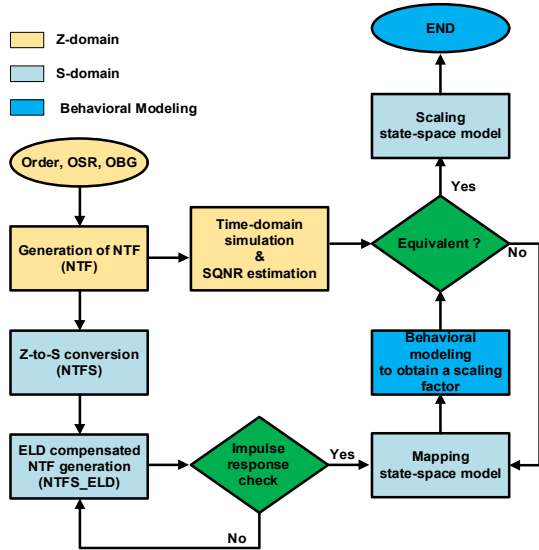 Z-domain
S-domain
Behavioral Modeling
END
Scaling
state-space model
Order, OSR, OBG
Yes
Generation of NTF
(NTF)
Time-domain
simulation
&
SQNR estimation
Equivalent ?
No
Z-to-S conversion
(NTFS)
Behavioral
modeling
to obtain a scaling
factor
ELD compensated
NTF generation
(NTFS_ELD)
Impulse
response
check
Yes
Mapping
state-space model
No